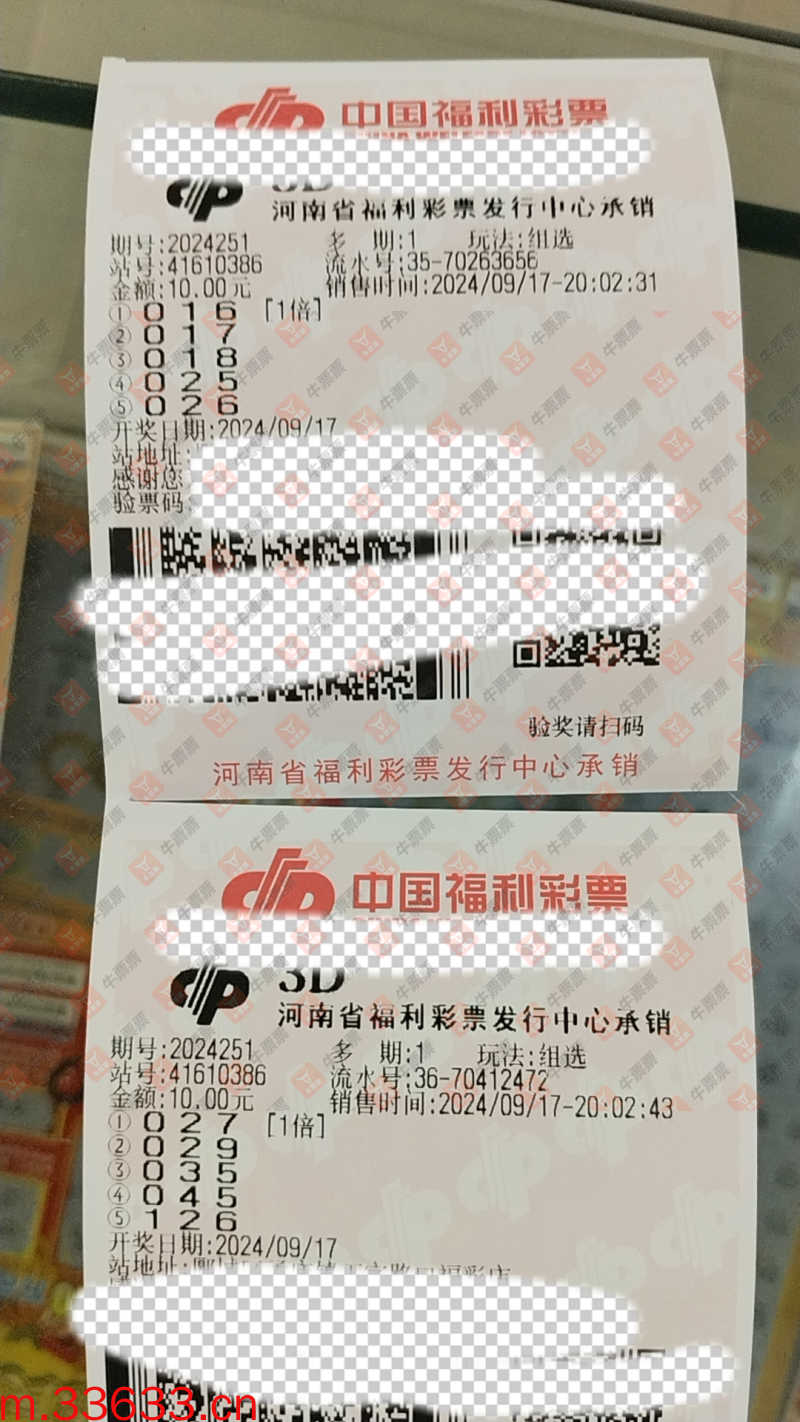 中国福利彩票
3D
河南省福利彩票发行中心承销
期号:2024251 多 期:1 玩法:组选
站号:41610386 流水号:35-70263656
金额:10.00元 销售时间:2024/09/17-20:02:31
① 0 1 6 [1倍]
② 0 1 7
③ 0 1 8
④ 0 2 5
⑤ 0 2 6
开奖日期:2024/09/17
站地址:
感谢您
验票码:
验奖请扫码
河南省福利彩票发行中心承销
中国福利彩票
3D
河南省福利彩票发行中心承销
期号:2024251 多 期:1 玩法:组选
站号:41610386 流水号:36-70412472
金额:10.00元 销售时间:2024/09/17-20:02:43
① 0 2 7 [1倍]
② 0 2 9
③ 0 3 5
④ 0 4 5
⑤ 1 2 6
开奖日期:2024/09/17
站地址:
牛票票
m.33633.cn